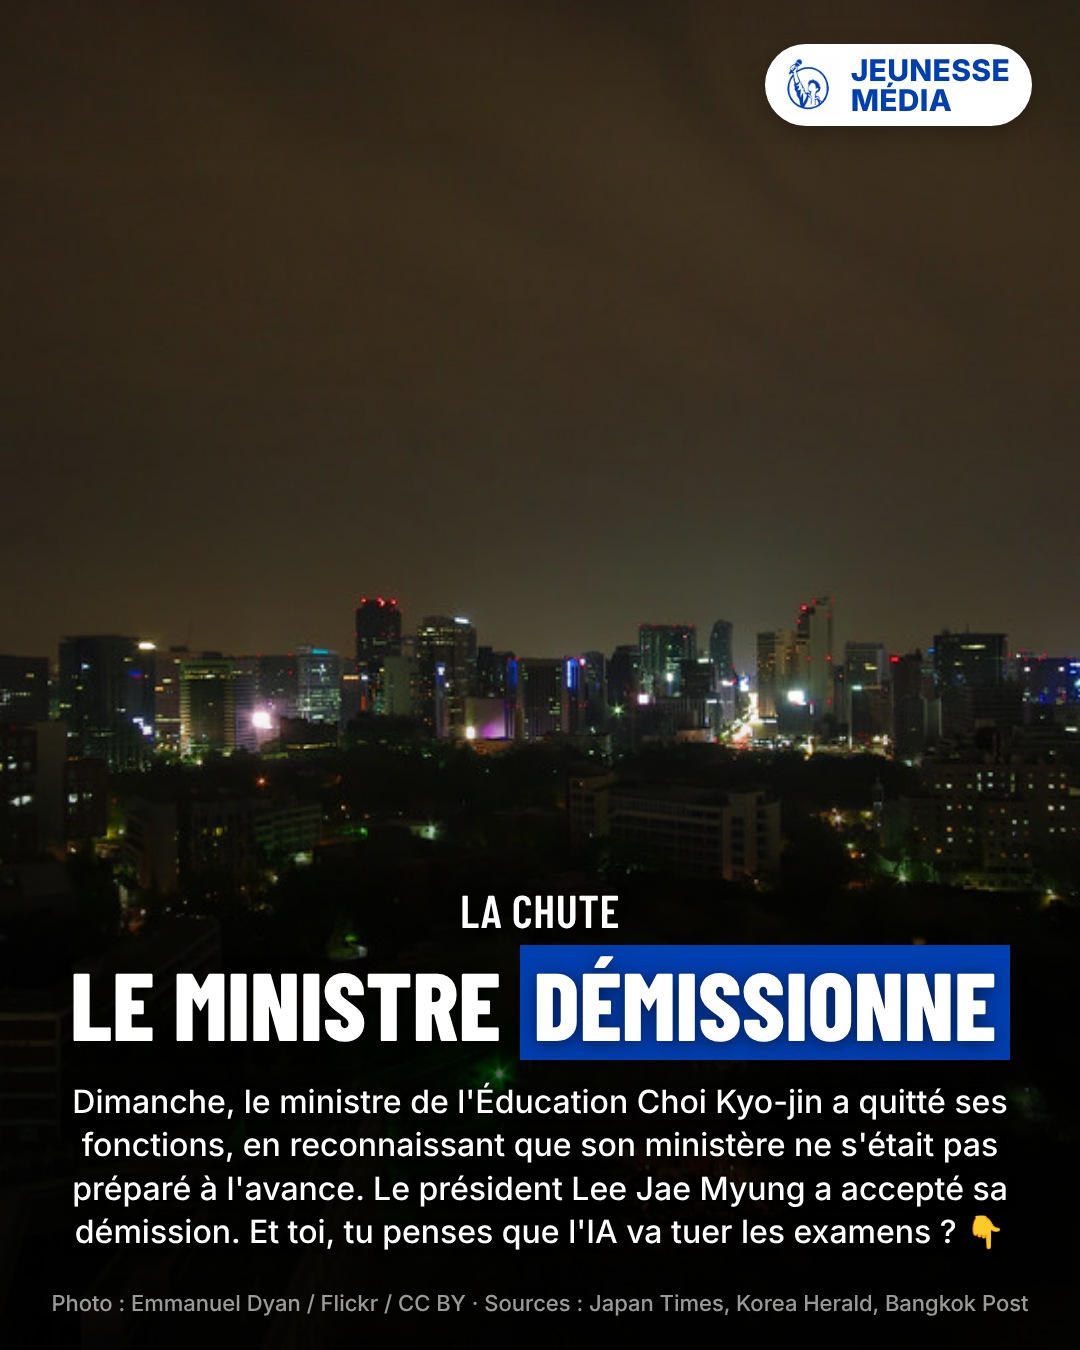 JEUNESSE
MÉDIA
LA CHUTE
LE MINISTRE DÉMISSIONNE
Dimanche, le ministre de l'Éducation Choi Kyo-jin a quitté ses
fonctions, en reconnaissant que son ministère ne s'était pas
préparé à l'avance. Le président Lee Jae Myung a accepté sa
démission. Et toi, tu penses que l'IA va tuer les examens ? 👇
Photo : Emmanuel Dyan / Flickr / CC BY · Sources : Japan Times, Korea Herald, Bangkok Post